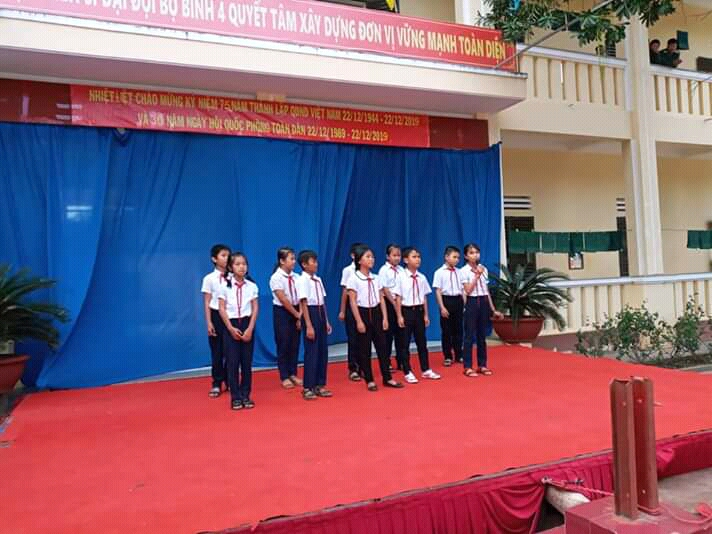 SĨ ĐẠI ĐỘI BỘ BINH 4 QUYẾT TÂM XÂY DỰNG ĐƠN VỊ VỮNG MẠNH TOÀN DIỆN
NHIỆT LIỆT CHÀO MỪNG KỶ NIỆM 75 NĂM THÀNH LẬP QĐND VIỆT NAM 22/12/1944 - 22/12/2019
VÀ 30 NĂM NGÀY HỘI QUỐC PHÒNG TOÀN DÂN 22/12/1989 - 22/12/2019